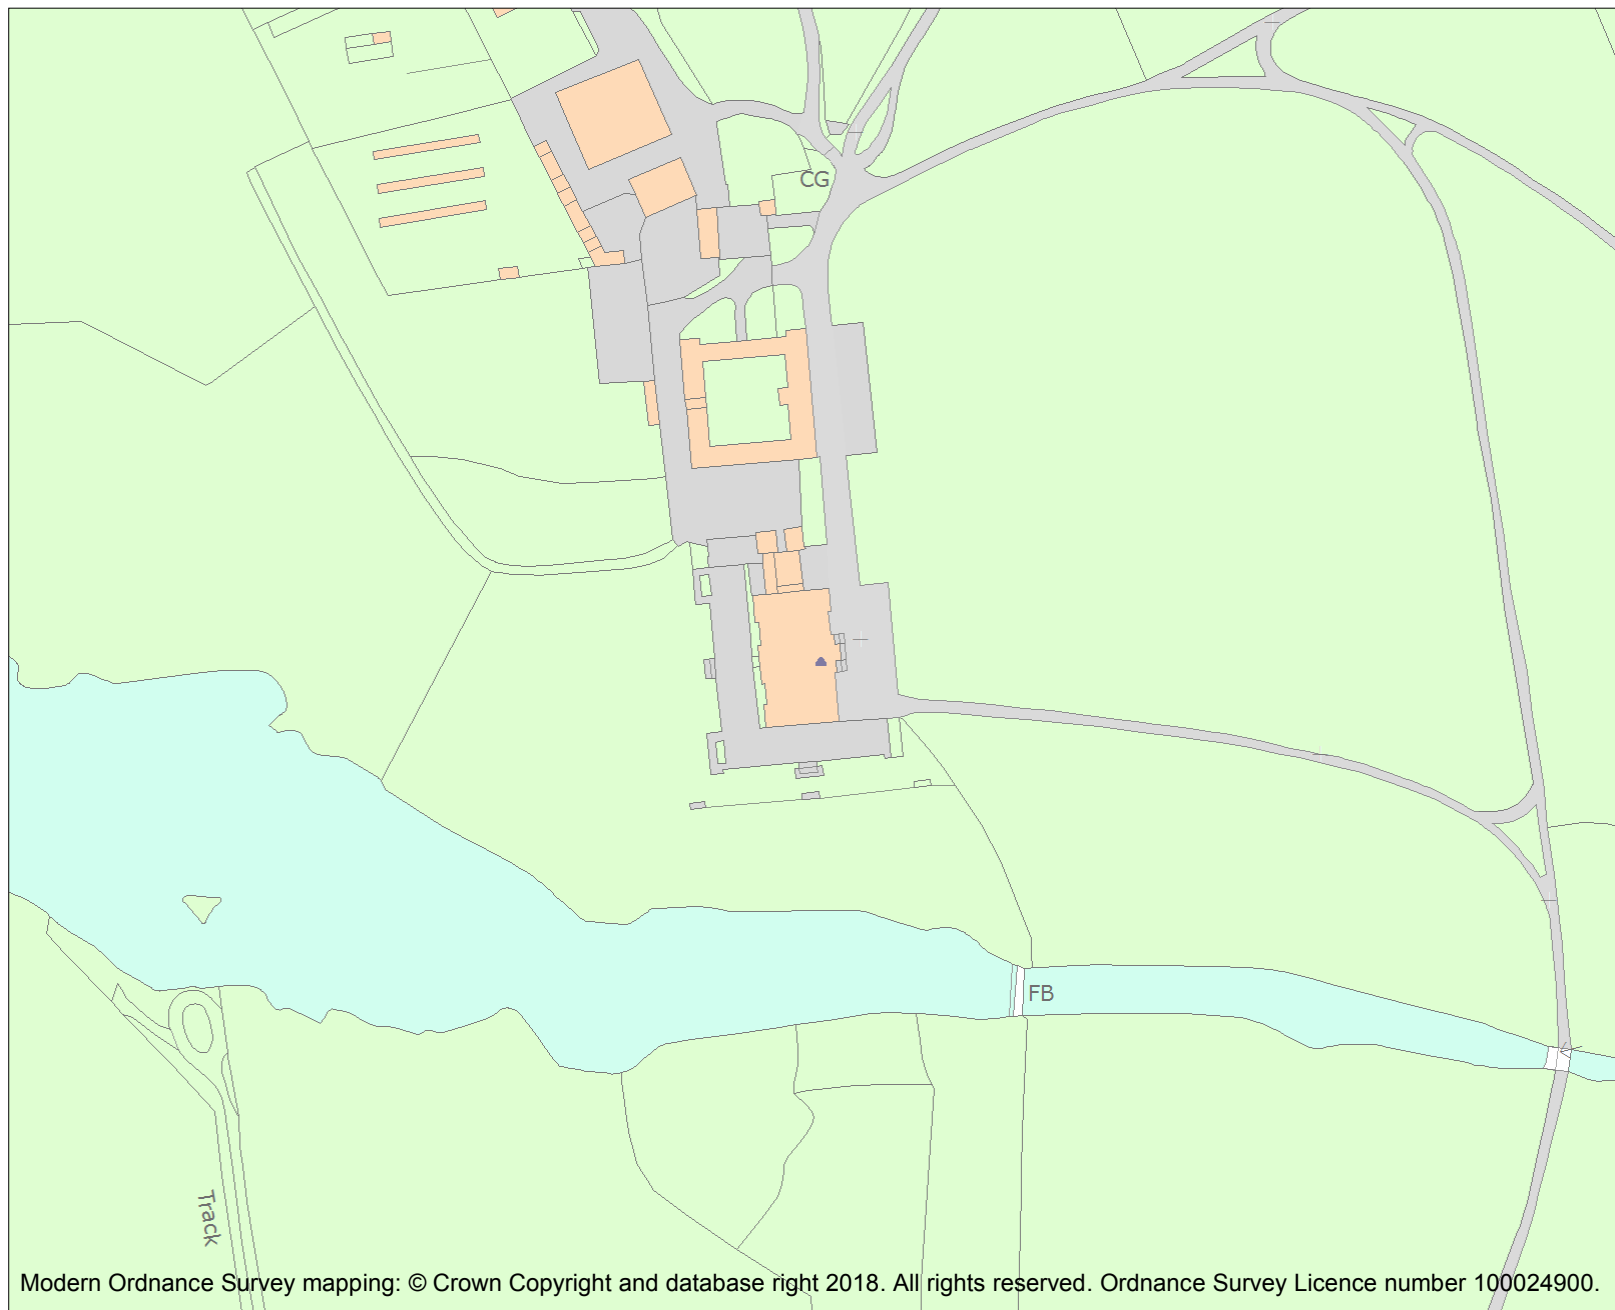 CG
FB
Track
Modern Ordnance Survey mapping: © Crown Copyright and database right 2018. All rights reserved. Ordnance Survey Licence number 100024900.